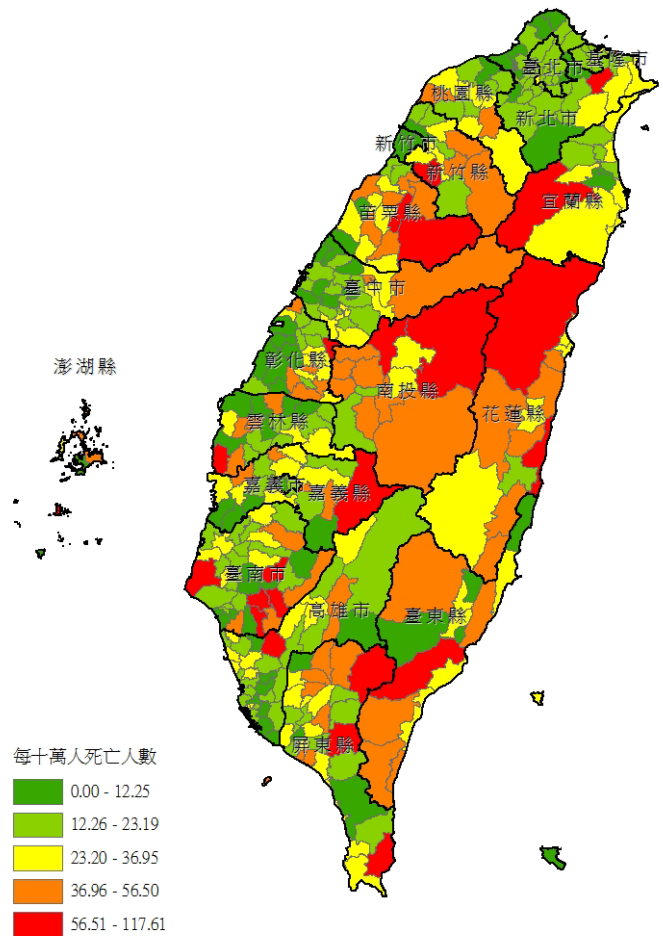 基隆市
臺北市
桃園縣
新北市
新竹市
新竹縣
宜蘭縣
苗栗縣
臺中市
彰化縣
澎湖縣
南投縣
花蓮縣
雲林縣
嘉義市
嘉義縣
臺南市
高雄市
臺東縣
屏東縣
每十萬人死亡人數
0.00 - 12.25
12.26 - 23.19
23.20 - 36.95
36.96 - 56.50
56.51 - 117.61